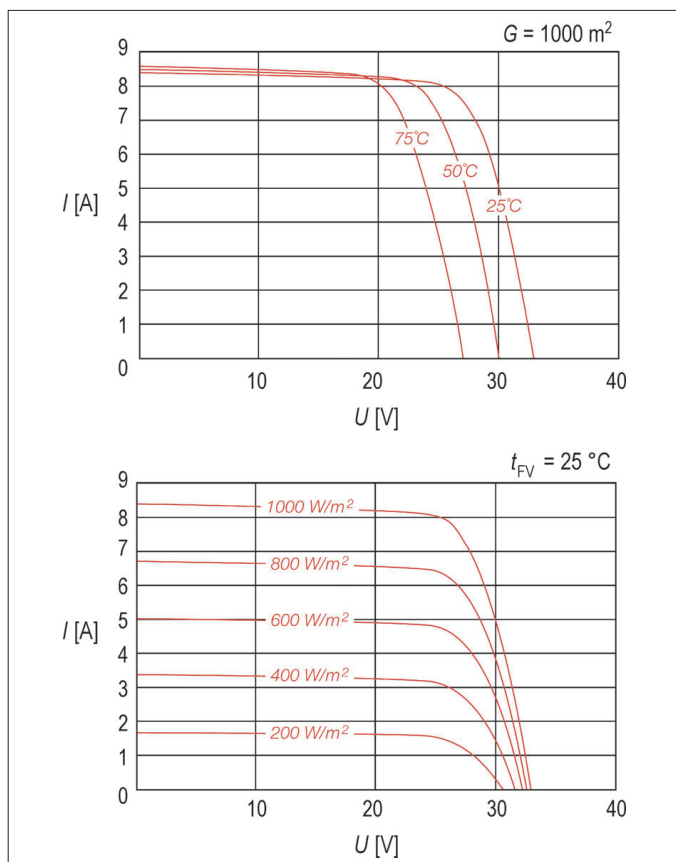 G = 1000 m²
9
8
7
6
5
4
3
2
1
0
I [A]
75°C
50°C
25°C
10
20
30
40
U [V]
t_FV = 25 °C
9
8
7
6
5
4
3
2
1
0
I [A]
1000 W/m²
800 W/m²
600 W/m²
400 W/m²
200 W/m²
10
20
30
40
U [V]